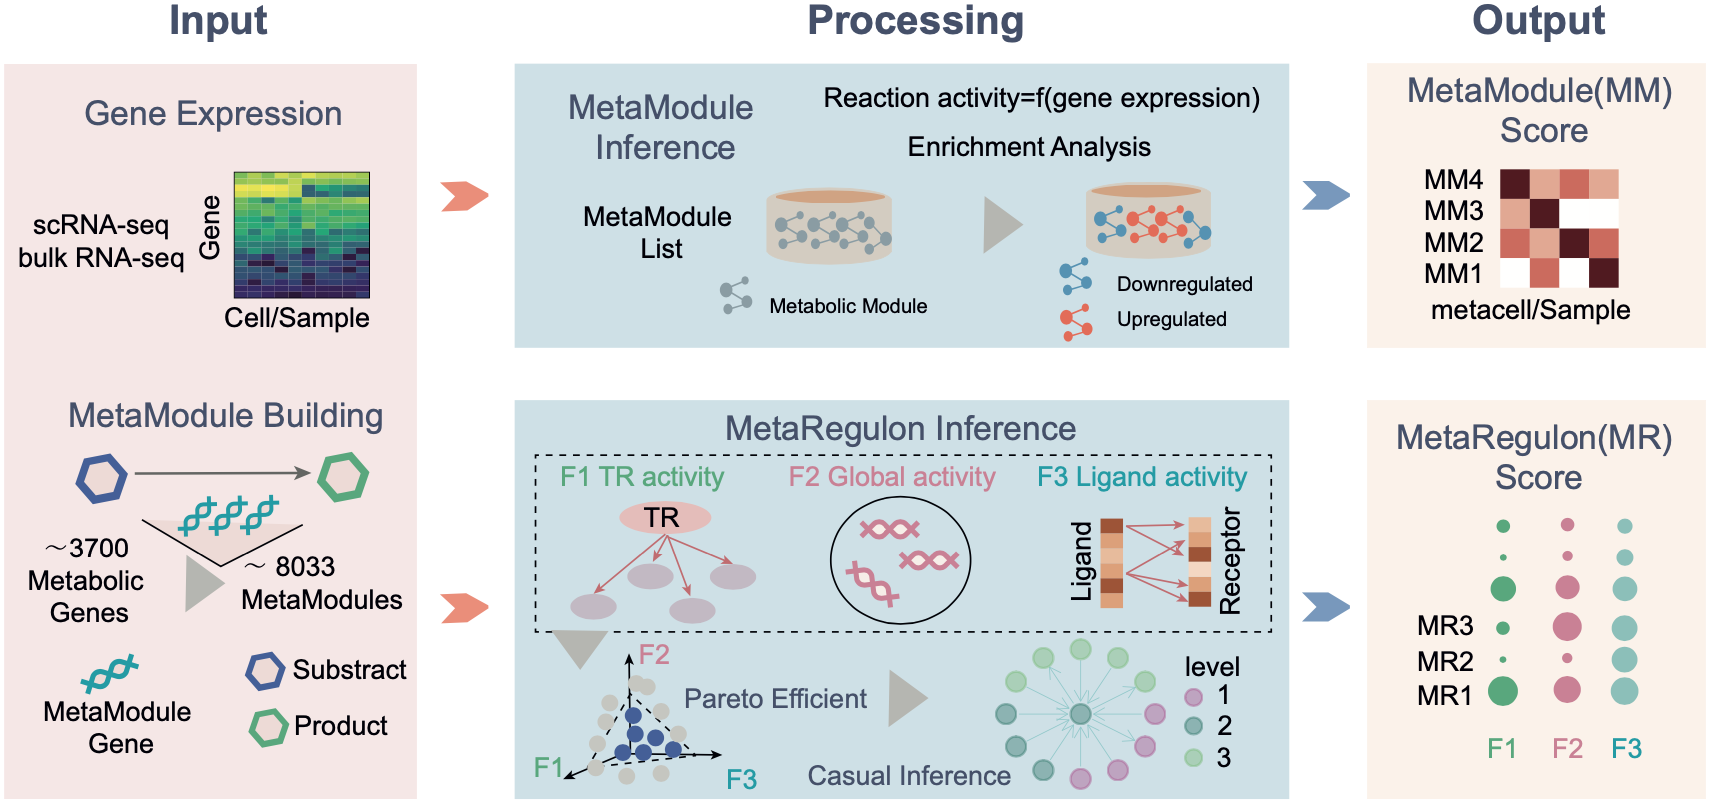 Input
Processing
Output
Gene Expression
scRNA-seq
bulk RNA-seq
Gene
Cell/Sample
MetaModule Building
~3700
Metabolic
Genes
~ 8033
MetaModules
MetaModule
Gene
Substract
Product
MetaModule
Inference
Reaction activity=f(gene expression)
Enrichment Analysis
MetaModule
List
Metabolic Module
Downregulated
Upregulated
MetaRegulon Inference
F1 TR activity
F2 Global activity
F3 Ligand activity
TR
Ligand
Receptor
F2
F1
F3
Pareto Efficient
Casual Inference
level
1
2
3
MetaModule(MM)
Score
MM4
MM3
MM2
MM1
metacell/Sample
MetaRegulon(MR)
Score
MR3
MR2
MR1
F1 F2 F3